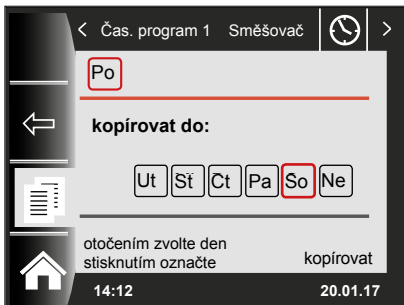 < Čas. program 1 Směšovač >
Po
kopírovat do:
Ut St Ct Pa So Ne
otočením zvolte den
stisknutím označte kopírovat
14:12 20.01.17